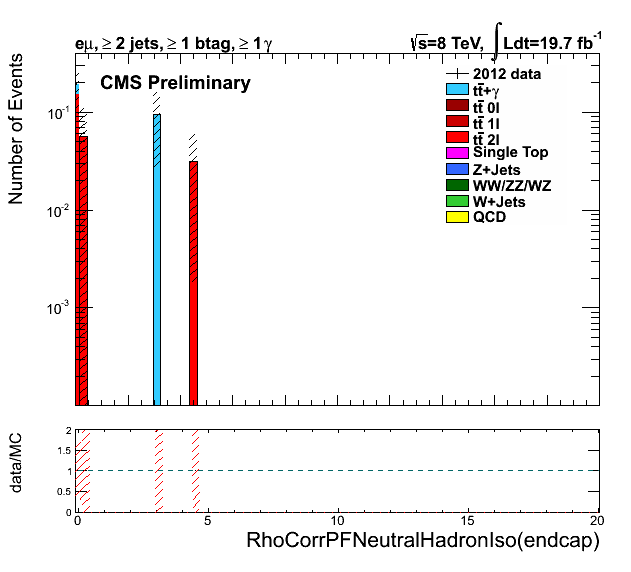 eμ, ≥ 2 jets, ≥ 1 btag, ≥ 1 γ
√s=8 TeV, ∫ Ldt=19.7 fb⁻¹
CMS Preliminary
2012 data
tt̄+γ
tt̄ 0l
tt̄ 1l
tt̄ 2l
Single Top
Z+Jets
WW/ZZ/WZ
W+Jets
QCD
Number of Events
10⁻¹
10⁻²
10⁻³
data/MC
2
1.5
1
0.5
0
0 5 10 15 20
RhoCorrPFNeutralHadronIso(endcap)